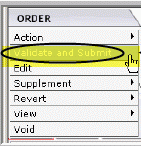 ORDER
Action
Validate and Submit
Edit
Supplement
Revert
View
Void